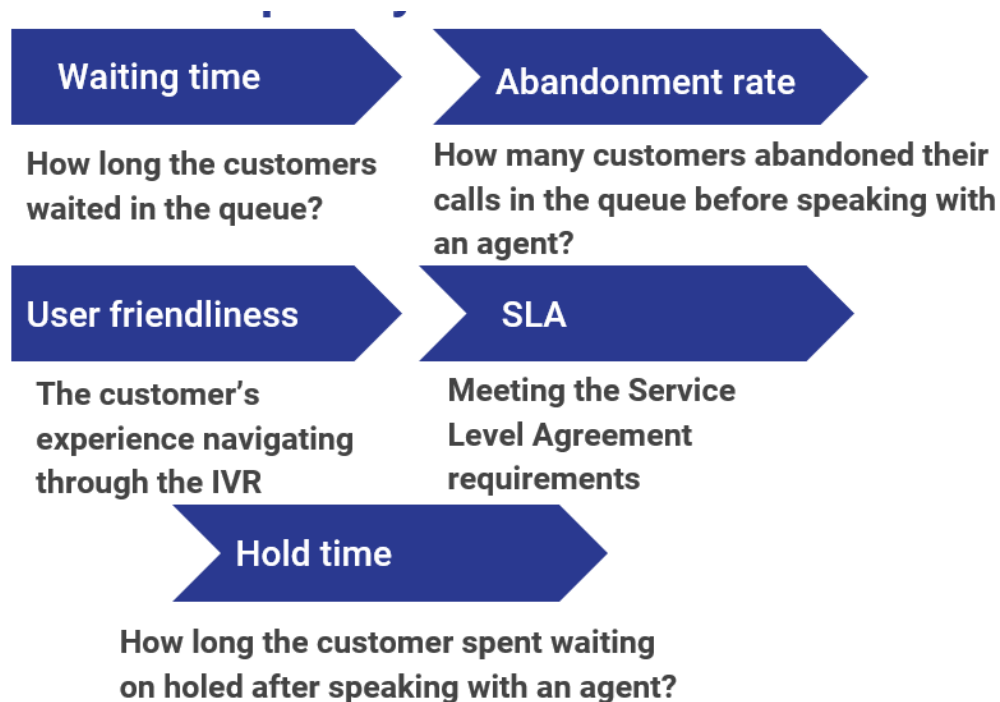 Waiting time
Abandonment rate
How long the customers
waited in the queue?
How many customers abandoned their
calls in the queue before speaking with
an agent?
User friendliness
SLA
The customer’s
experience navigating
through the IVR
Meeting the Service
Level Agreement
requirements
Hold time
How long the customer spent waiting
on holed after speaking with an agent?